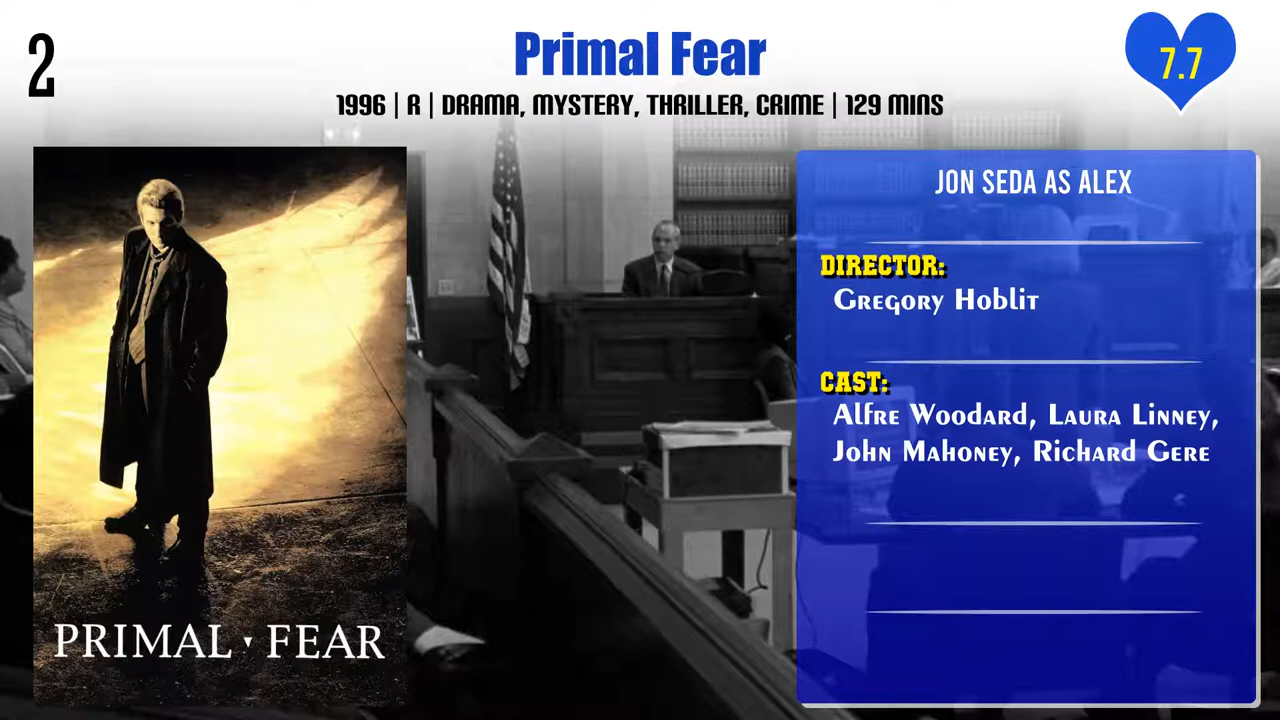 2
Primal Fear
7.7
1996 | R | DRAMA, MYSTERY, THRILLER, CRIME | 129 MINS
JON SEDA AS ALEX
DIRECTOR:
Gregory Hoblit
CAST:
Alfre Woodard, Laura Linney,
John Mahoney, Richard Gere
PRIMAL ▾ FEAR